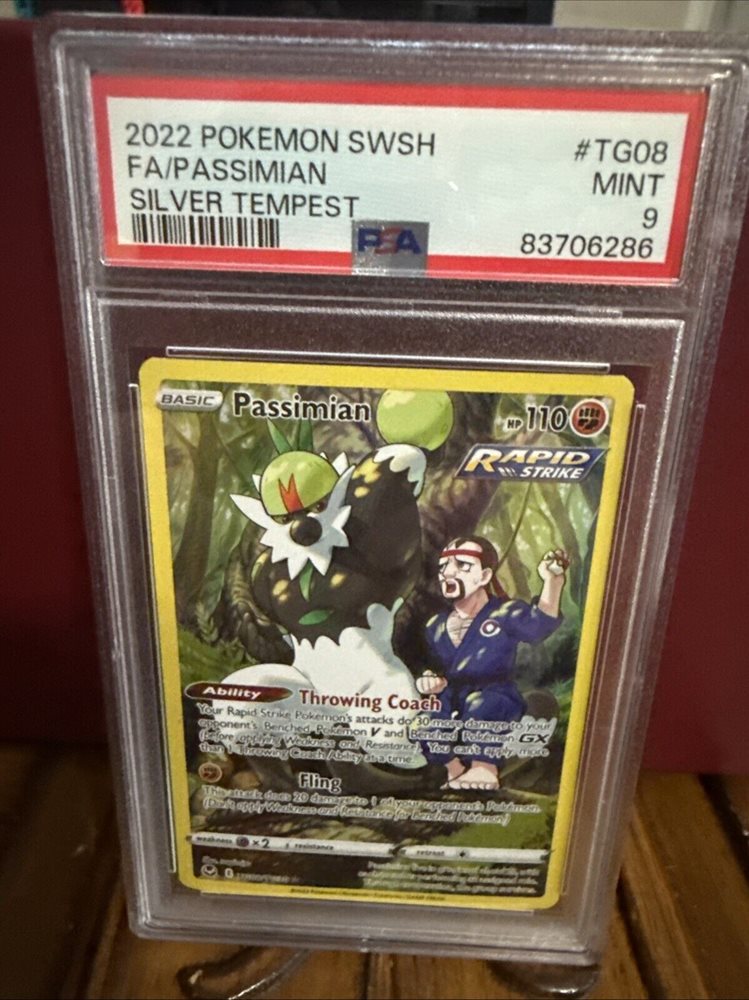 2022 POKEMON SWSH #TG08
FA/PASSIMIAN MINT
SILVER TEMPEST 9
PSA 83706286
BASIC Passimian HP 110
RAPID
STRIKE
Ability Throwing Coach
Your Rapid Strike Pokémon's attacks do 30 more damage to your
opponent's Benched Pokémon V and Benched Pokémon GX
(before applying Weakness and Resistance). You can't apply more
than 1 Throwing Coach Ability at a time.
Fling
This attack does 20 damage to 1 of your opponent's Pokémon.
(Don't apply Weakness and Resistance for Benched Pokémon.)
weakness ×2 resistance retreat